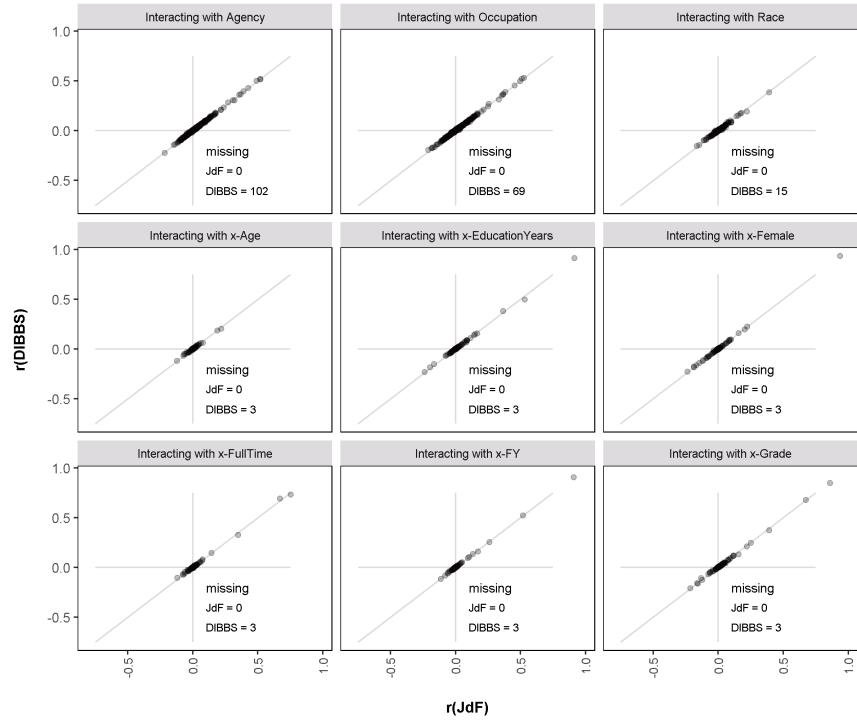 Interacting with Agency
Interacting with Occupation
Interacting with Race
1.0
0.5
0.0
-0.5
missing
JdF = 0
DIBBS = 102
missing
JdF = 0
DIBBS = 69
missing
JdF = 0
DIBBS = 15
Interacting with x-Age
Interacting with x-EducationYears
Interacting with x-Female
r(DIBBS)
1.0
0.5
0.0
-0.5
missing
JdF = 0
DIBBS = 3
missing
JdF = 0
DIBBS = 3
missing
JdF = 0
DIBBS = 3
Interacting with x-FullTime
Interacting with x-FY
Interacting with x-Grade
1.0
0.5
0.0
-0.5
missing
JdF = 0
DIBBS = 3
missing
JdF = 0
DIBBS = 3
missing
JdF = 0
DIBBS = 3
-0.5
0.0
0.5
1.0
-0.5
0.0
0.5
1.0
-0.5
0.0
0.5
1.0
r(JdF)